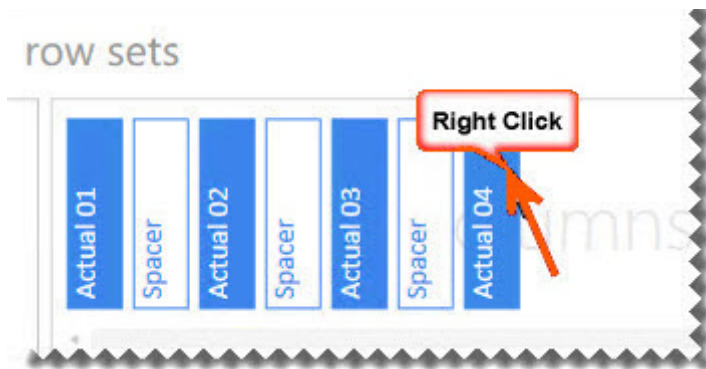 row sets
Right Click
Actual 01
Spacer
Actual 02
Spacer
Actual 03
Spacer
Actual 04